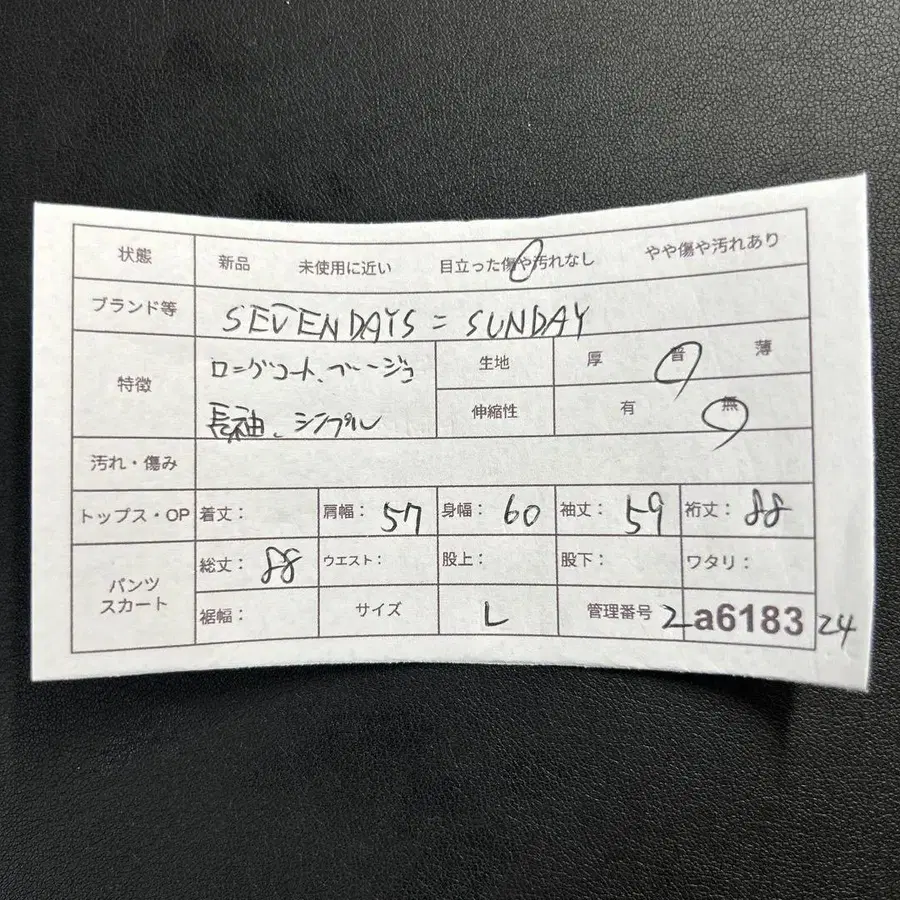 状態 新品 未使用に近い 目立った傷や汚れなし やや傷や汚れあり
ブランド等 SEVENDAYS = SUNDAY
特徴 ロングコート、ベージュ 生地 厚 普 薄
長袖、シンプル 伸縮性 有 無
汚れ・傷み
トップス・OP 着丈： 肩幅： 57 身幅： 60 袖丈： 59 裄丈： 88
パンツ スカート 総丈： 88 ウエスト： 股上： 股下： ワタリ：
裾幅： サイズ L 管理番号 2 a6183 24